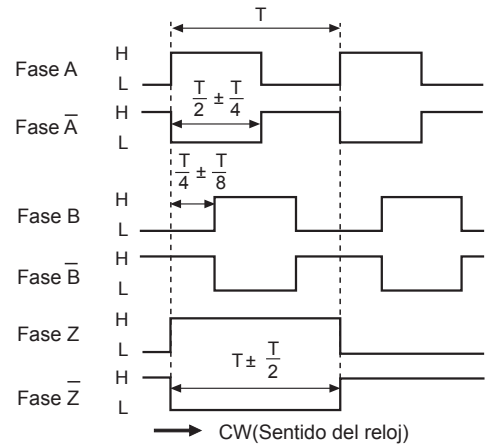 T
Fase A H
L
Fase A̅ H
L
T/2 ± T/4
T/4 ± T/8
Fase B H
L
Fase B̅ H
L
Fase Z H
L
Fase Z̅ H
L
T± T/2
CW(Sentido del reloj)